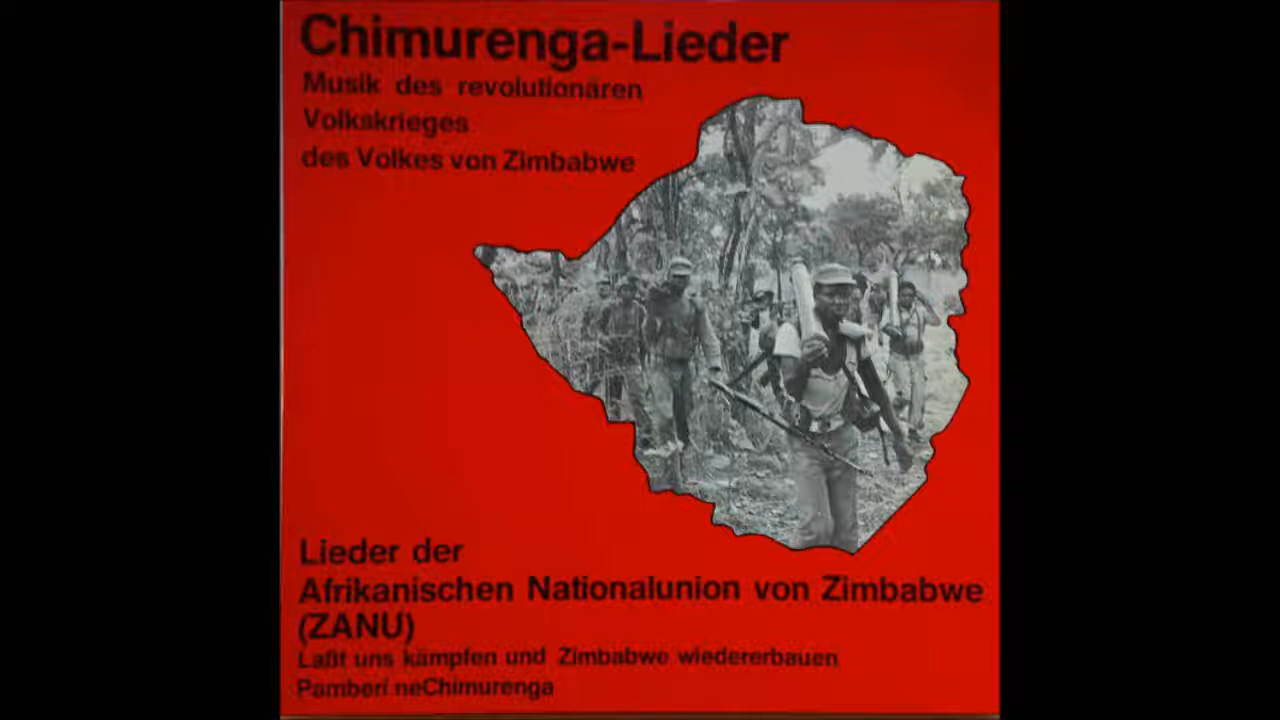 Chimurenga-Lieder
Musik des revolutionären
Volkskrieges
des Volkes von Zimbabwe
Lieder der
Afrikanischen Nationalunion von Zimbabwe
(ZANU)
Laßt uns kämpfen und Zimbabwe wiedererbauen
Pamberi neChimurenga